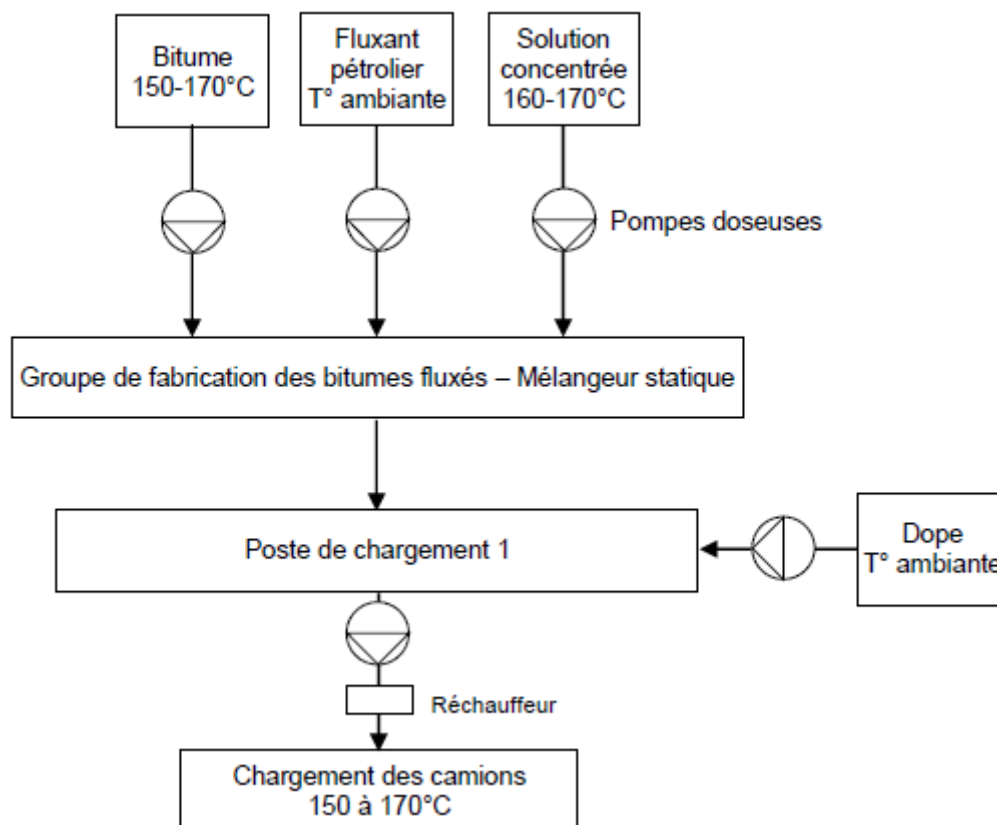 Bitume
150-170°C
Fluxant
pétrolier
T° ambiante
Solution
concentrée
160-170°C
Pompes doseuses
Groupe de fabrication des bitumes fluxés – Mélangeur statique
Poste de chargement 1
Dope
T° ambiante
Réchauffeur
Chargement des camions
150 à 170°C